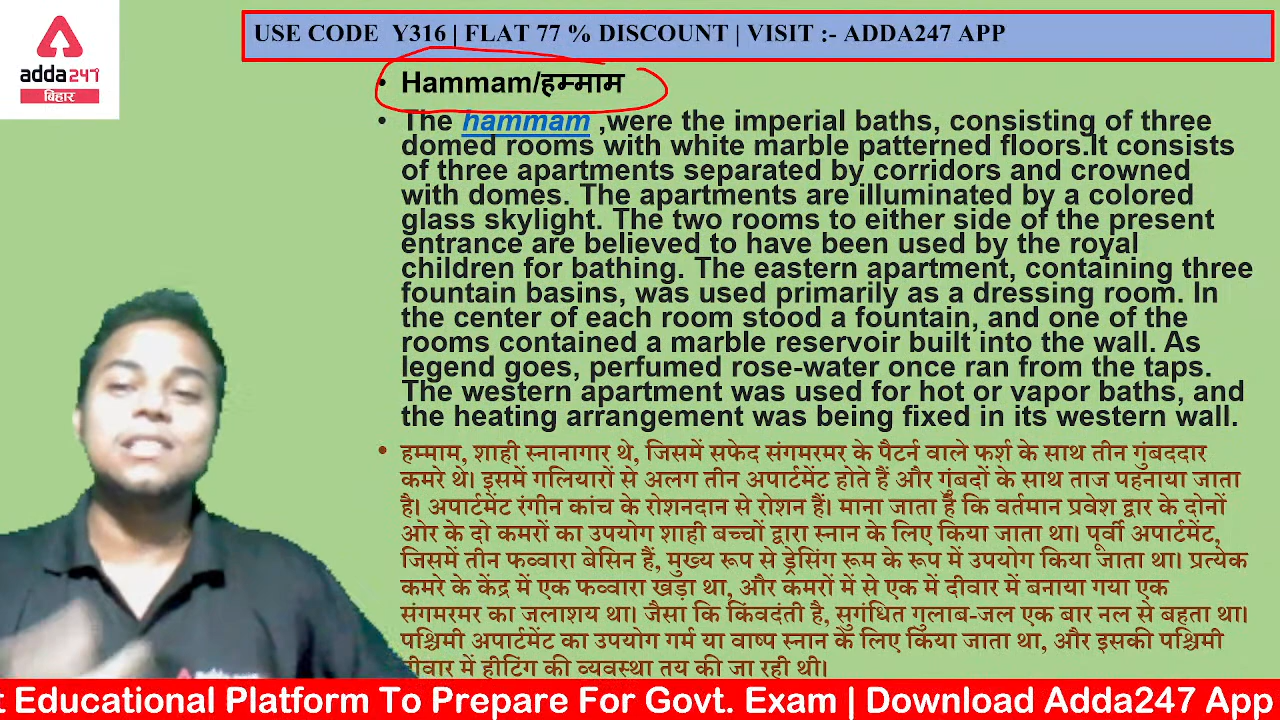 USE CODE Y316 | FLAT 77 % DISCOUNT | VISIT :- ADDA247 APP
adda247
बिहार
• Hammam/हम्माम
• The hammam ,were the imperial baths, consisting of three
domed rooms with white marble patterned floors.It consists
of three apartments separated by corridors and crowned
with domes. The apartments are illuminated by a colored
glass skylight. The two rooms to either side of the present
entrance are believed to have been used by the royal
children for bathing. The eastern apartment, containing three
fountain basins, was used primarily as a dressing room. In
the center of each room stood a fountain, and one of the
rooms contained a marble reservoir built into the wall. As
legend goes, perfumed rose-water once ran from the taps.
The western apartment was used for hot or vapor baths, and
the heating arrangement was being fixed in its western wall.
• हम्माम, शाही स्नानागार थे, जिसमें सफेद संगमरमर के पैटर्न वाले फर्श के साथ तीन गुंबददार
कमरे थे। इसमें गलियारों से अलग तीन अपार्टमेंट होते हैं और गुंबदों के साथ ताज पहनाया जाता
है। अपार्टमेंट रंगीन कांच के रोशनदान से रोशन हैं। माना जाता है कि वर्तमान प्रवेश द्वार के दोनों
ओर के दो कमरों का उपयोग शाही बच्चों द्वारा स्नान के लिए किया जाता था। पूर्वी अपार्टमेंट,
जिसमें तीन फव्वारा बेसिन हैं, मुख्य रूप से ड्रेसिंग रूम के रूप में उपयोग किया जाता था। प्रत्येक
कमरे के केंद्र में एक फव्वारा खड़ा था, और कमरों में से एक में दीवार में बनाया गया एक
संगमरमर का जलाशय था। जैसा कि किंवदंती है, सुगंधित गुलाब-जल एक बार नल से बहता था।
पश्चिमी अपार्टमेंट का उपयोग गर्म या वाष्प स्नान के लिए किया जाता था, और इसकी पश्चिमी
दीवार में हीटिंग की व्यवस्था तय की जा रही थी।
t Educational Platform To Prepare For Govt. Exam | Download Adda247 App